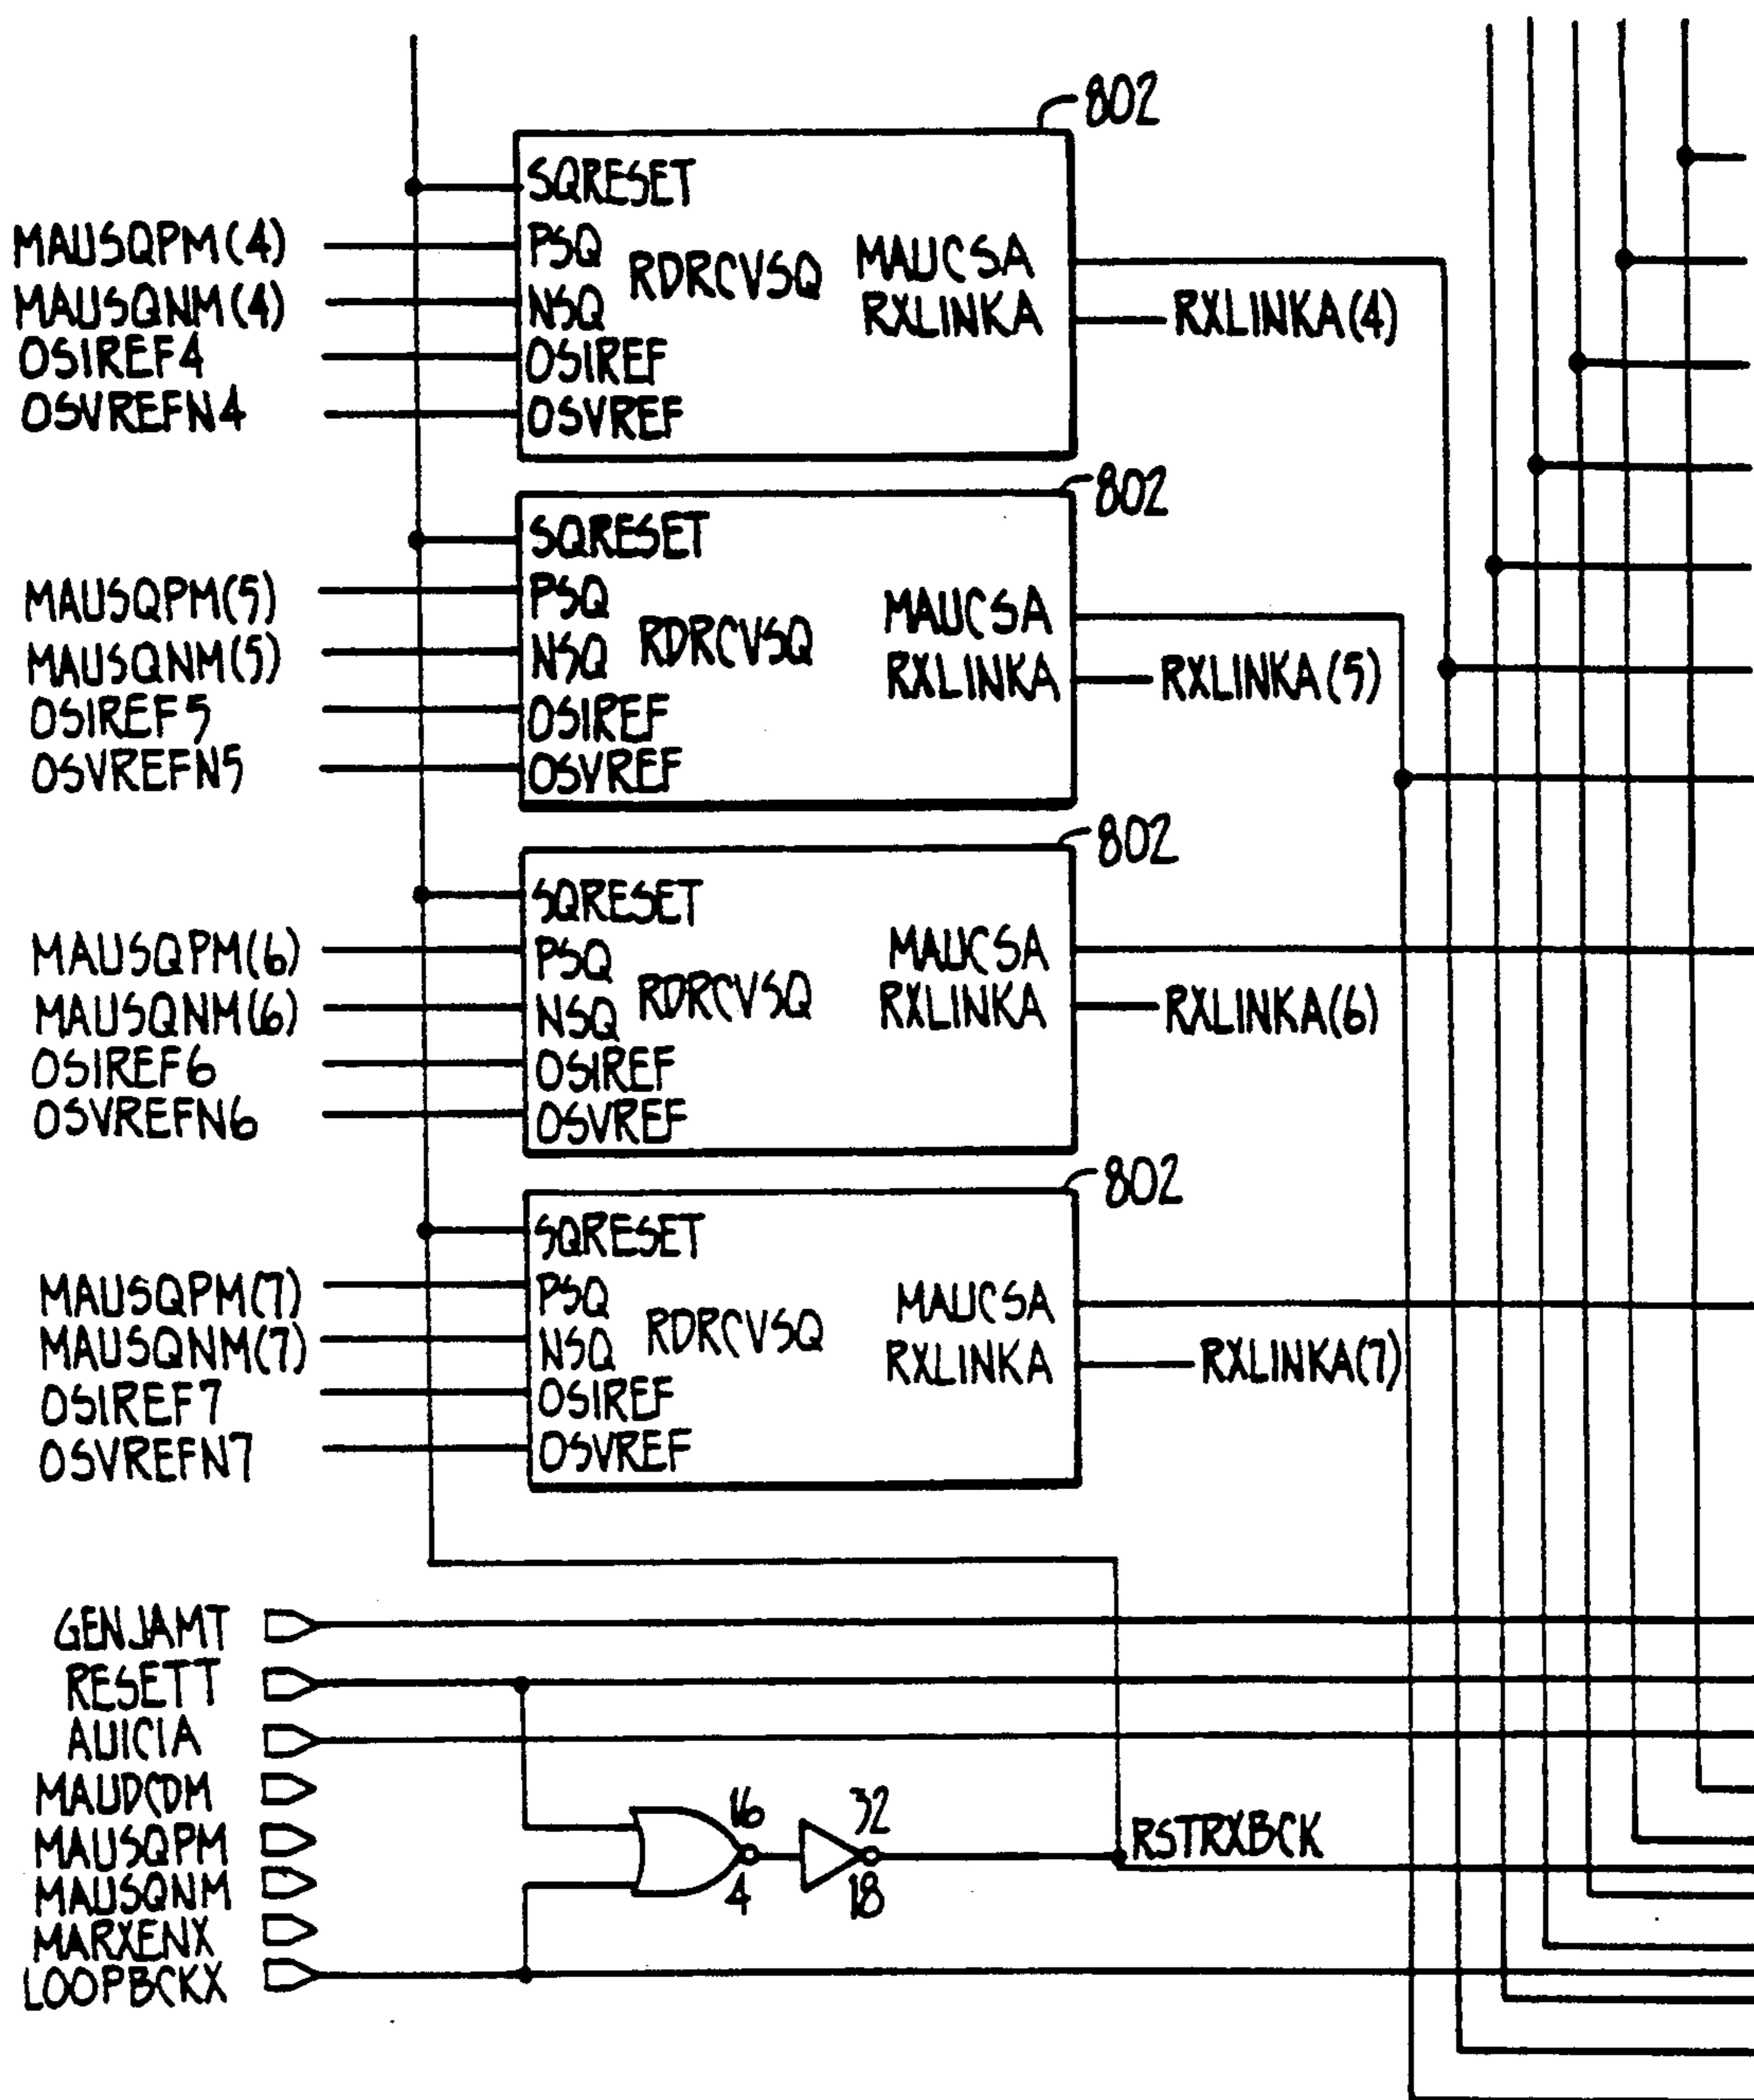 802
SQRESET
MAUSQPM(4)
PSQ
RDRCVSQ
MAUCSA
MAUSQNM(4)
NSQ
RXLINKA
RXLINKA(4)
OSIREF4
OSIREF
OSVREFN4
OSVREF
802
SQRESET
MAUSQPM(5)
PSQ
RDRCVSQ
MAUCSA
MAUSQNM(5)
NSQ
RXLINKA
RXLINKA(5)
OSIREF5
OSIREF
OSVREFN5
OSVREF
802
SQRESET
MAUSQPM(6)
PSQ
RDRCVSQ
MAUCSA
MAUSQNM(6)
NSQ
RXLINKA
RXLINKA(6)
OSIREF6
OSIREF
OSVREFN6
OSVREF
802
SQRESET
MAUSQPM(7)
PSQ
RDRCVSQ
MAUCSA
MAUSQNM(7)
NSQ
RXLINKA
RXLINKA(7)
OSIREF7
OSIREF
OSVREFN7
OSVREF
GENJAMT
RESETT
AUICIA
MAUDCDM
MAUSQPM
MAUSQNM
MARXENX
LOOPBCKX
16
4
32
18
RSTRXBCK